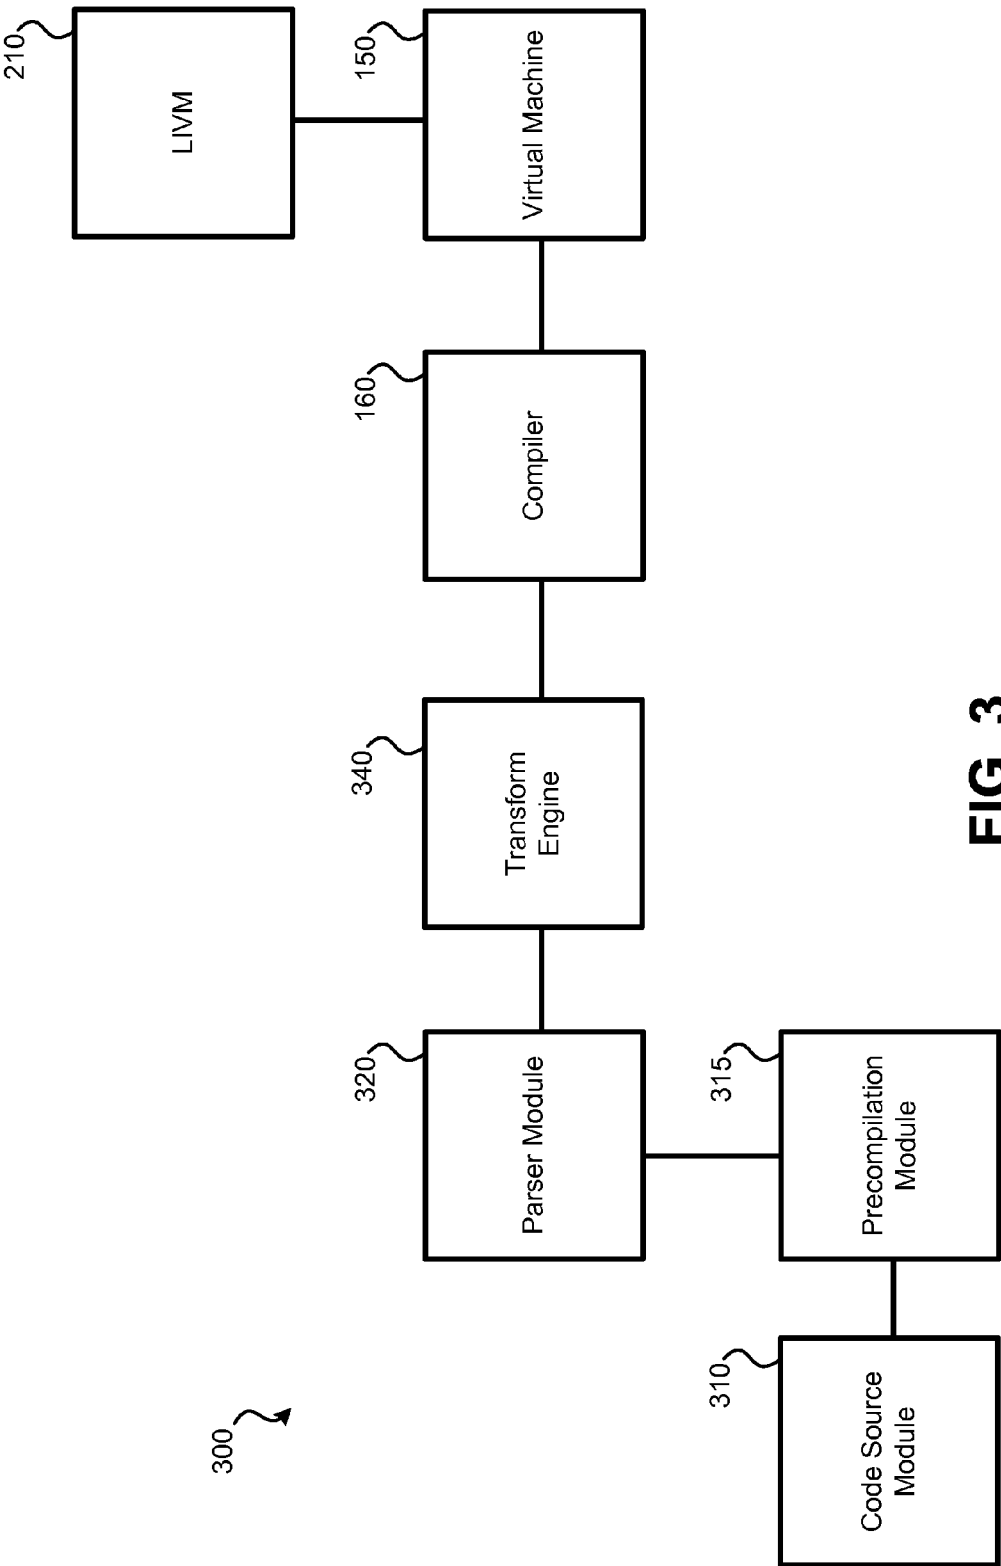 210
LIVM
300
320
340
160
150
Parser Module
Transform
Engine
Compiler
Virtual Machine
310
315
Code Source
Module
Precompilation
Module
FIG 3